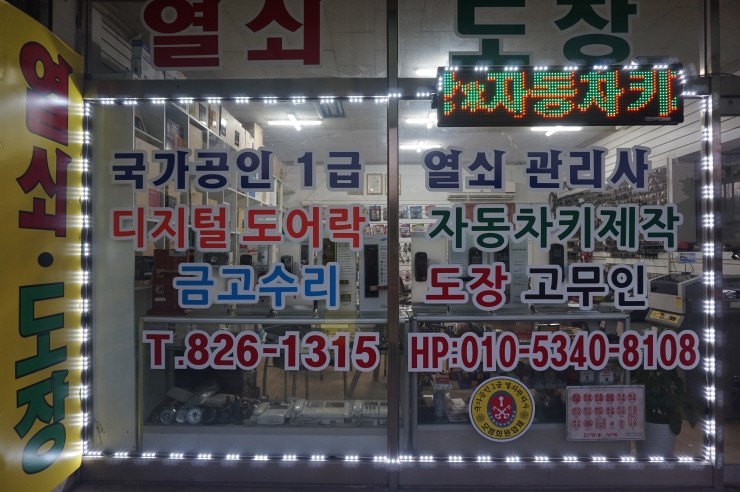 열쇠 도장
자동차키
열쇠·도장
국가공인 1급 열쇠 관리사
디지털 도어락 자동차키제작
금고수리 도장 고무인
T.826-1315 HP:010-5340-8108